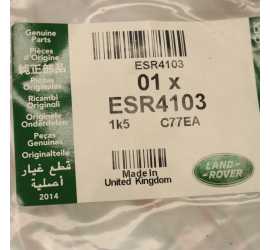 Genuine
Parts
Pièces
d'Origine
純正部品
Piezas
Originales
Ricambi
Originali
Originele
Onderdelen
Peças
Genuínas
Originalteile
قطع غيار
أصلية
2014
ESR4103
01 x
ESR4103
1k5 C77EA
Made In
United Kingdom
LAND-
ROVER